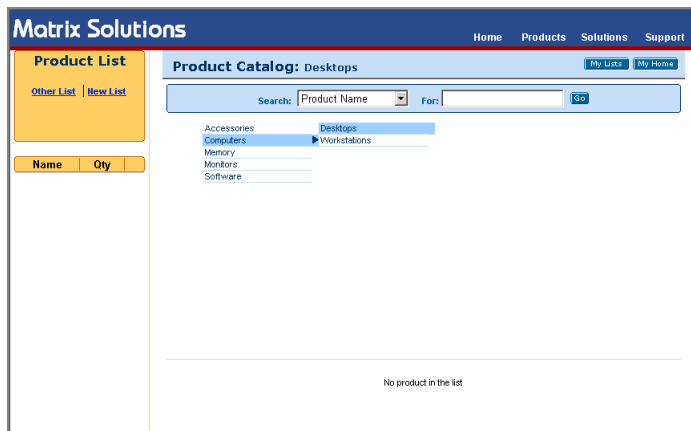 Matrix Solutions
Home Products Solutions Support
Product List
Other List | New List
Name Qty
Product Catalog: Desktops
My Lists My Home
Search: Product Name For: Go
Accessories Desktops
Computers Workstations
Memory
Monitors
Software
No product in the list